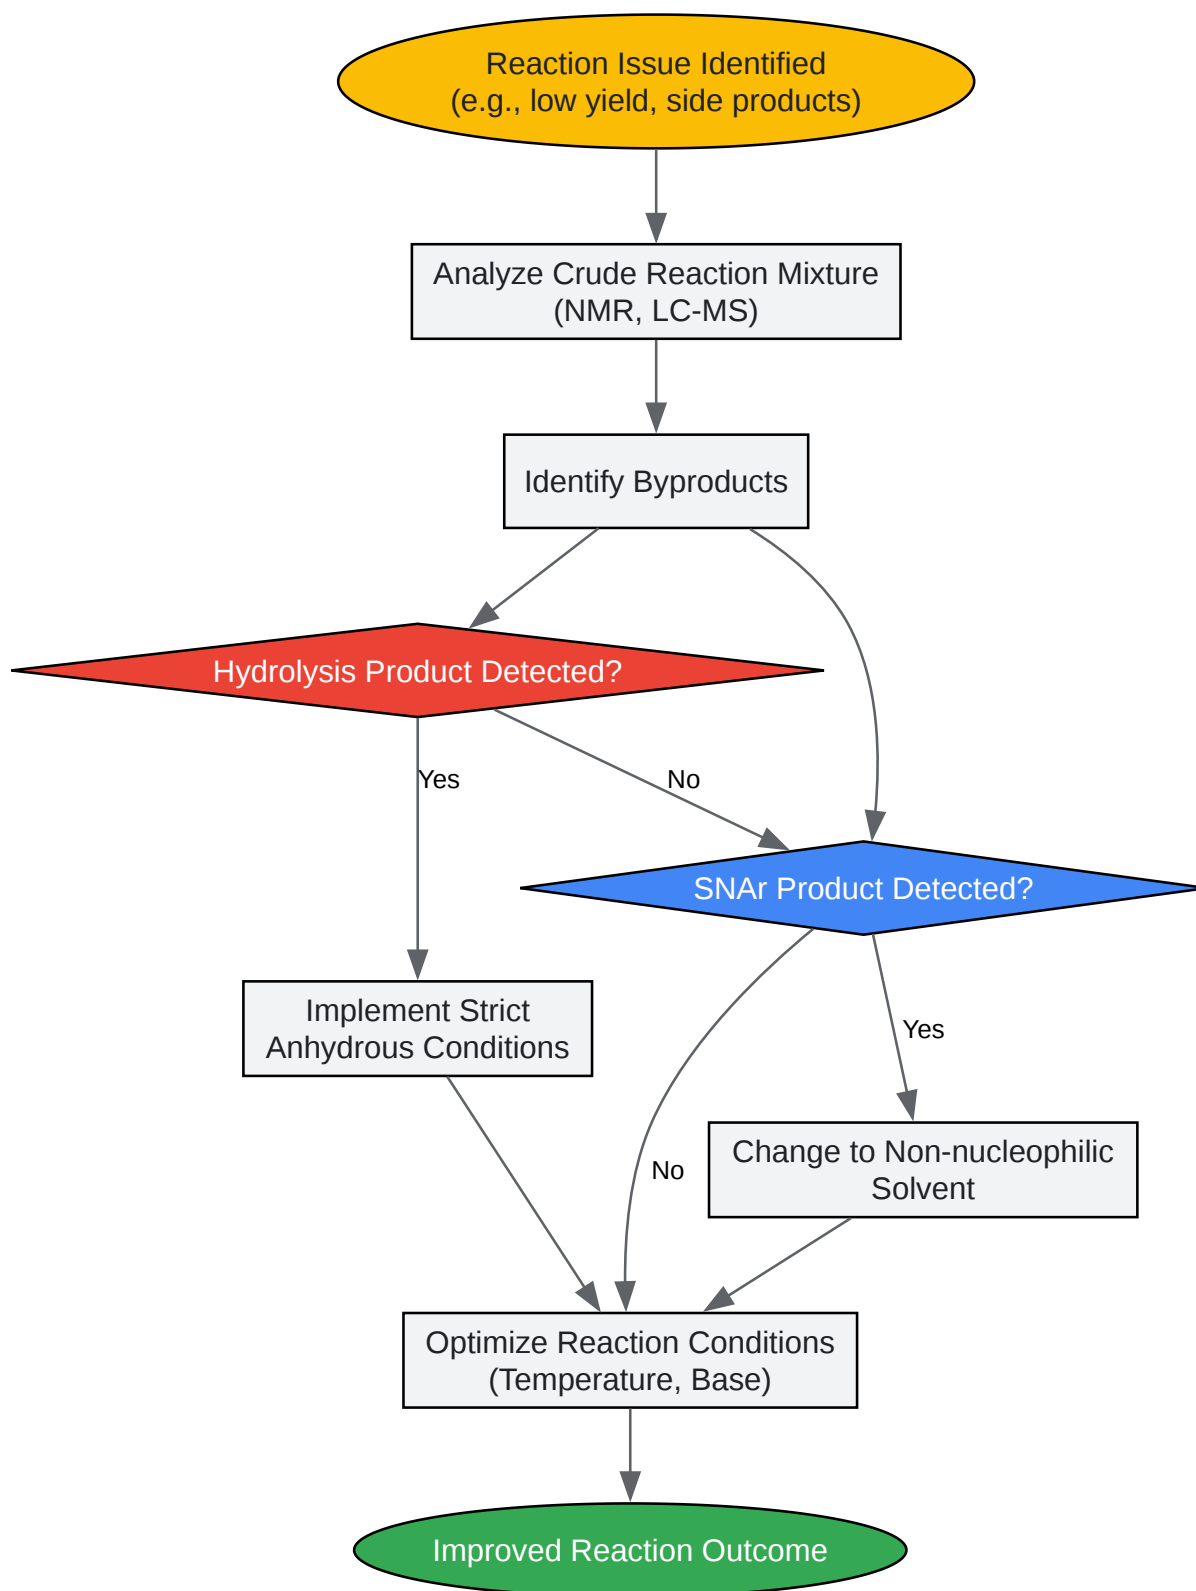 Reaction Issue Identified
(e.g., low yield, side products)
Analyze Crude Reaction Mixture
(NMR, LC-MS)
Identify Byproducts
Hydrolysis Product Detected?
Yes
No
SNAr Product Detected?
Implement Strict
Anhydrous Conditions
Yes
Change to Non-nucleophilic
Solvent
No
Optimize Reaction Conditions
(Temperature, Base)
Improved Reaction Outcome